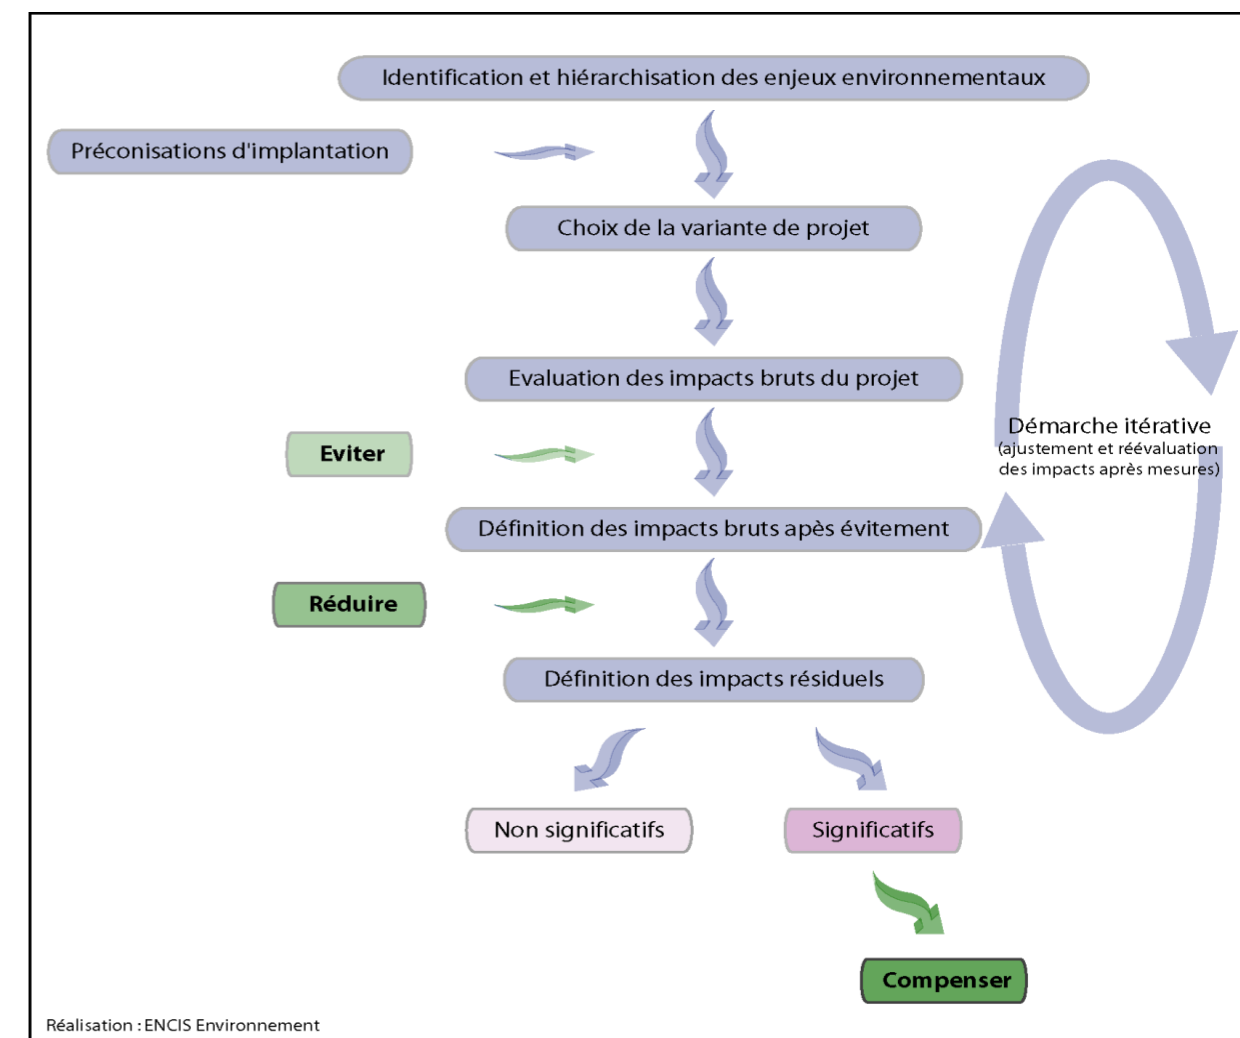 Identification et hiérarchisation des enjeux environnementaux
Préconisations d'implantation
Choix de la variante de projet
Evaluation des impacts bruts du projet
Démarche itérative
(ajustement et réévaluation
des impacts après mesures)
Eviter
Définition des impacts bruts apès évitement
Réduire
Définition des impacts résiduels
Non significatifs
Significatifs
Compenser
Réalisation : ENCIS Environnement